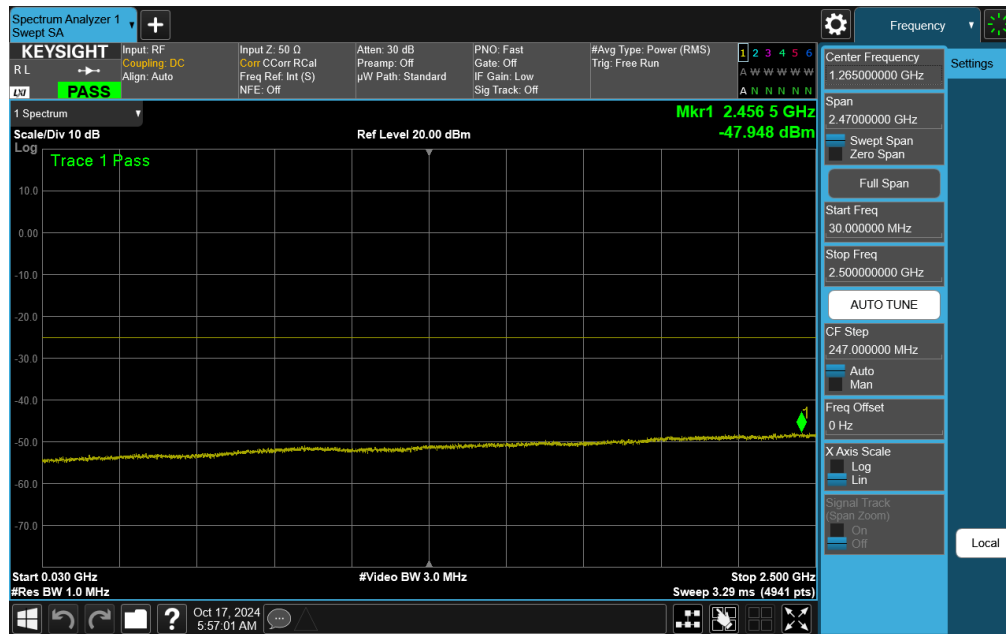 Spectrum Analyzer 1
Swept SA
Frequency
KEYSIGHT
R L
LXI
PASS
Input: RF
Coupling: DC
Align: Auto
Input Z: 50 Ω
Corr CCorr RCal
Freq Ref: Int (S)
NFE: Off
Atten: 30 dB
Preamp: Off
µW Path: Standard
PNO: Fast
Gate: Off
IF Gain: Low
Sig Track: Off
#Avg Type: Power (RMS)
Trig: Free Run
1 2 3 4 5 6
A W W W W W
A N N N N N
1 Spectrum
Mkr1 2.456 5 GHz
Scale/Div 10 dB
Ref Level 20.00 dBm
-47.948 dBm
Log
Trace 1 Pass
10.0
0.00
-10.0
-20.0
-30.0
-40.0
1
-50.0
-60.0
-70.0
Start 0.030 GHz
#Video BW 3.0 MHz
Stop 2.500 GHz
#Res BW 1.0 MHz
Sweep 3.29 ms (4941 pts)
Oct 17, 2024
5:57:01 AM
Center Frequency
1.265000000 GHz
Settings
Span
2.47000000 GHz
Swept Span
Zero Span
Full Span
Start Freq
30.000000 MHz
Stop Freq
2.500000000 GHz
AUTO TUNE
CF Step
247.000000 MHz
Auto
Man
Freq Offset
0 Hz
X Axis Scale
Log
Lin
Signal Track
(Span Zoom)
On
Off
Local